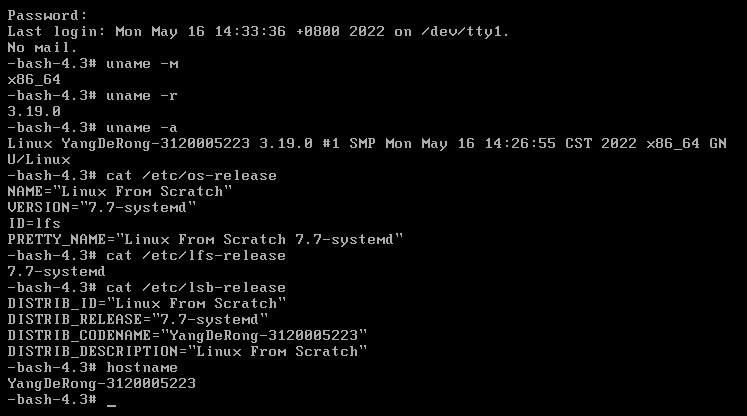 Password:
Last login: Mon May 16 14:33:36 +0800 2022 on /dev/tty1.
No mail.
-bash-4.3# uname -m
x86_64
-bash-4.3# uname -r
3.19.0
-bash-4.3# uname -a
Linux YangDeRong-3120005223 3.19.0 #1 SMP Mon May 16 14:26:55 CST 2022 x86_64 GN
U/Linux
-bash-4.3# cat /etc/os-release
NAME="Linux From Scratch"
VERSION="7.7-systemd"
ID=lfs
PRETTY_NAME="Linux From Scratch 7.7-systemd"
-bash-4.3# cat /etc/lfs-release
7.7-systemd
-bash-4.3# cat /etc/lsb-release
DISTRIB_ID="Linux From Scratch"
DISTRIB_RELEASE="7.7-systemd"
DISTRIB_CODENAME="YangDeRong-3120005223"
DISTRIB_DESCRIPTION="Linux From Scratch"
-bash-4.3# hostname
YangDeRong-3120005223
-bash-4.3# _